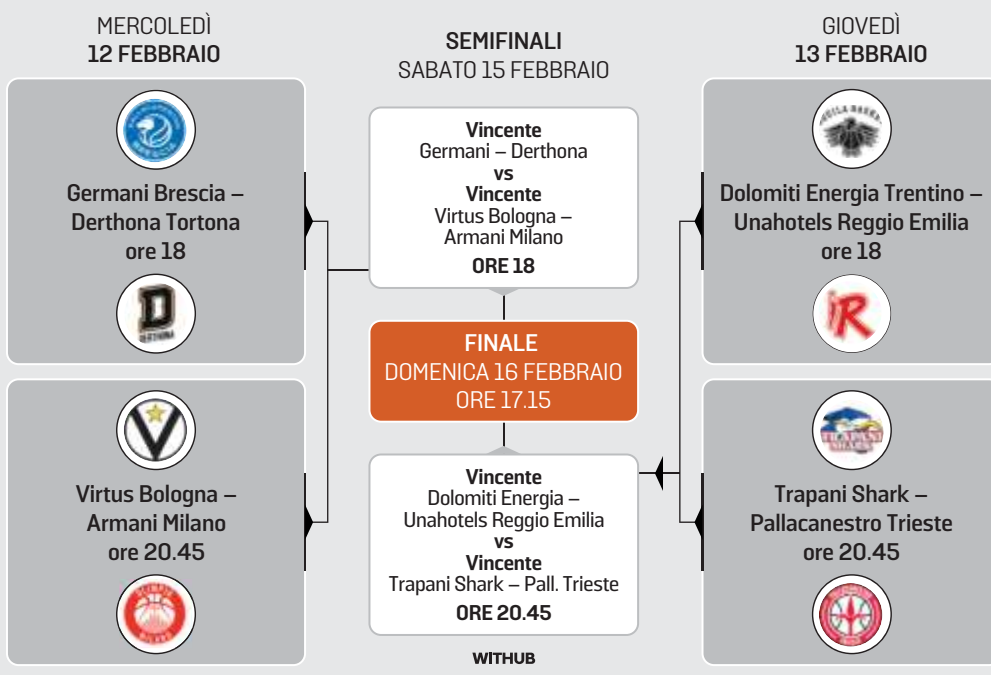 MERCOLEDÌ
12 FEBBRAIO
Germani Brescia –
Derthona Tortona
ore 18
DERTHONA
Virtus Bologna –
Armani Milano
ore 20.45
SEMIFINALI
SABATO 15 FEBBRAIO
Vincente
Germani – Derthona
vs
Vincente
Virtus Bologna –
Armani Milano
ORE 18
FINALE
DOMENICA 16 FEBBRAIO
ORE 17.15
Vincente
Dolomiti Energia –
Unahotels Reggio Emilia
vs
Vincente
Trapani Shark – Pall. Trieste
ORE 20.45
WITHUB
GIOVEDÌ
13 FEBBRAIO
Dolomiti Energia Trentino –
Unahotels Reggio Emilia
ore 18
TRAPANI
SHARK
Trapani Shark –
Pallacanestro Trieste
ore 20.45